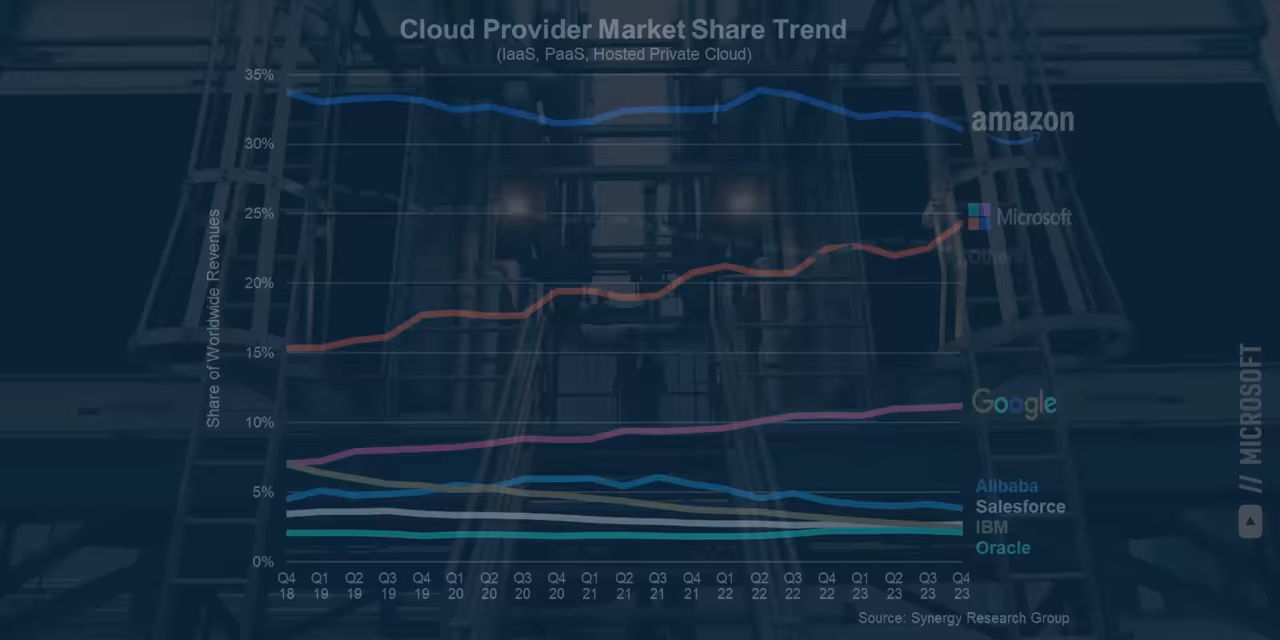 Cloud Provider Market Share Trend
(IaaS, PaaS, Hosted Private Cloud)
Share of Worldwide Revenues
35%
30%
25%
20%
15%
10%
5%
0%
amazon
Microsoft
Others
Google
Alibaba
Salesforce
IBM
Oracle
Q4 Q1 Q2 Q3 Q4 Q1 Q2 Q3 Q4 Q1 Q2 Q3 Q4 Q1 Q2 Q3 Q4 Q1 Q2 Q3 Q4
18 19 19 19 19 20 20 20 20 21 21 21 21 22 22 22 22 23 23 23 23
Source: Synergy Research Group
// MICROSOFT